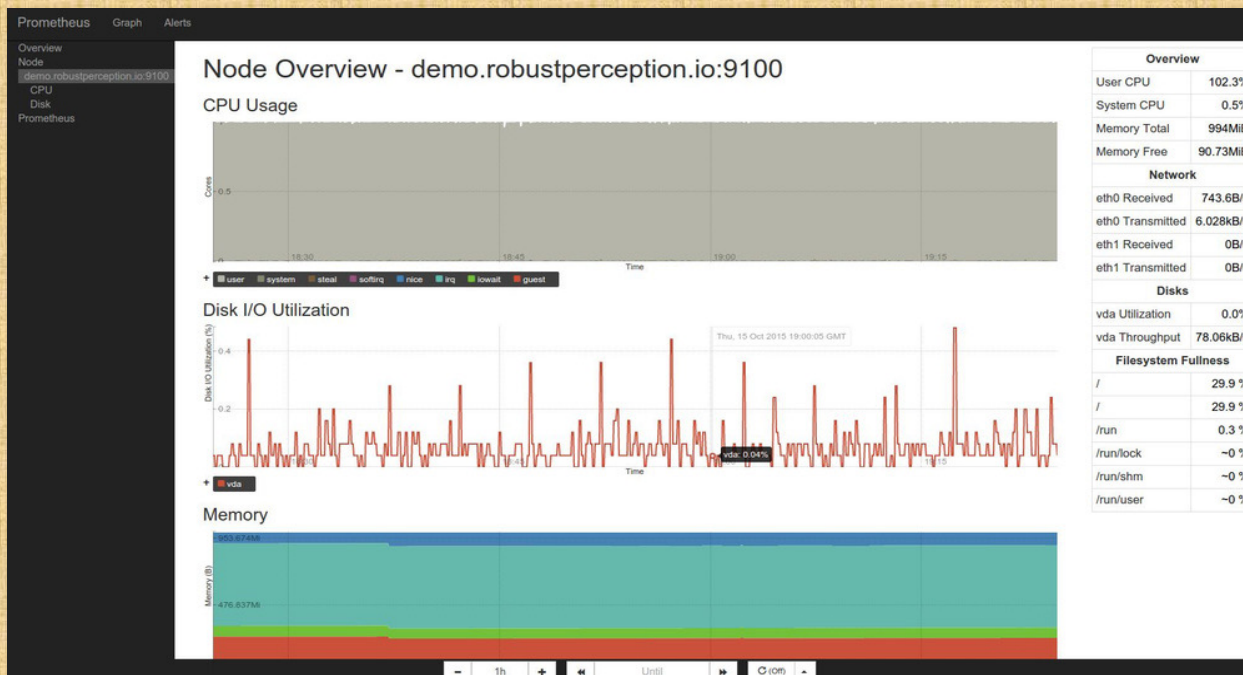 Prometheus Graph Alerts
Overview
Node
demo.robustperception.io:9100
CPU
Disk
Prometheus
Node Overview - demo.robustperception.io:9100
CPU Usage
Cores
0.5
0
18:30 18:45 19:00 19:15
Time
+ user system steal softirq nice irq iowait guest
Disk I/O Utilization
Disk I/O Utilization (%)
0.4
0.2
Thu, 15 Oct 2015 19:00:05 GMT
vda: 0.04%
18:45 19:15
Time
+ vda
Memory
Memory (B)
953.674Mi
476.837Mi
- 1h + Until (Off)
Overview
User CPU 102.3%
System CPU 0.5%
Memory Total 994MiB
Memory Free 90.73MiB
Network
eth0 Received 743.6B/
eth0 Transmitted 6.028kB/
eth1 Received 0B/
eth1 Transmitted 0B/
Disks
vda Utilization 0.0%
vda Throughput 78.06kB/
Filesystem Fullness
/ 29.9 %
/ 29.9 %
/run 0.3 %
/run/lock ~0 %
/run/shm ~0 %
/run/user ~0 %